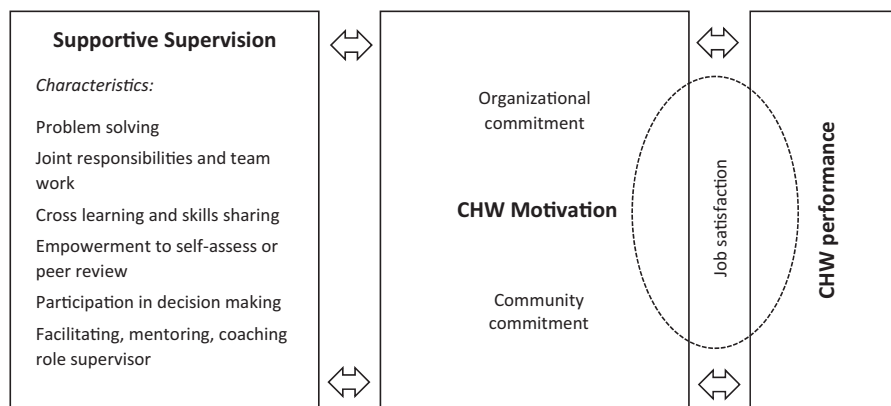 Supportive Supervision
Characteristics:
Problem solving
Joint responsibilities and team
work
Cross learning and skills sharing
Empowerment to self-assess or
peer review
Participation in decision making
Facilitating, mentoring, coaching
role supervisor
Organizational
commitment
CHW Motivation
Community
commitment
Job satisfaction
CHW performance